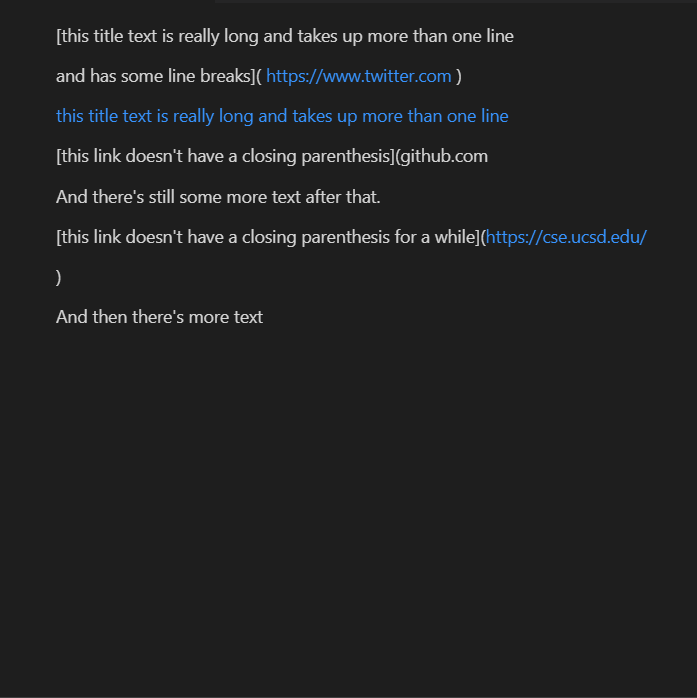 [this title text is really long and takes up more than one line
and has some line breaks]( https://www.twitter.com )
this title text is really long and takes up more than one line
[this link doesn't have a closing parenthesis](github.com
And there's still some more text after that.
[this link doesn't have a closing parenthesis for a while](https://cse.ucsd.edu/
)
And then there's more text